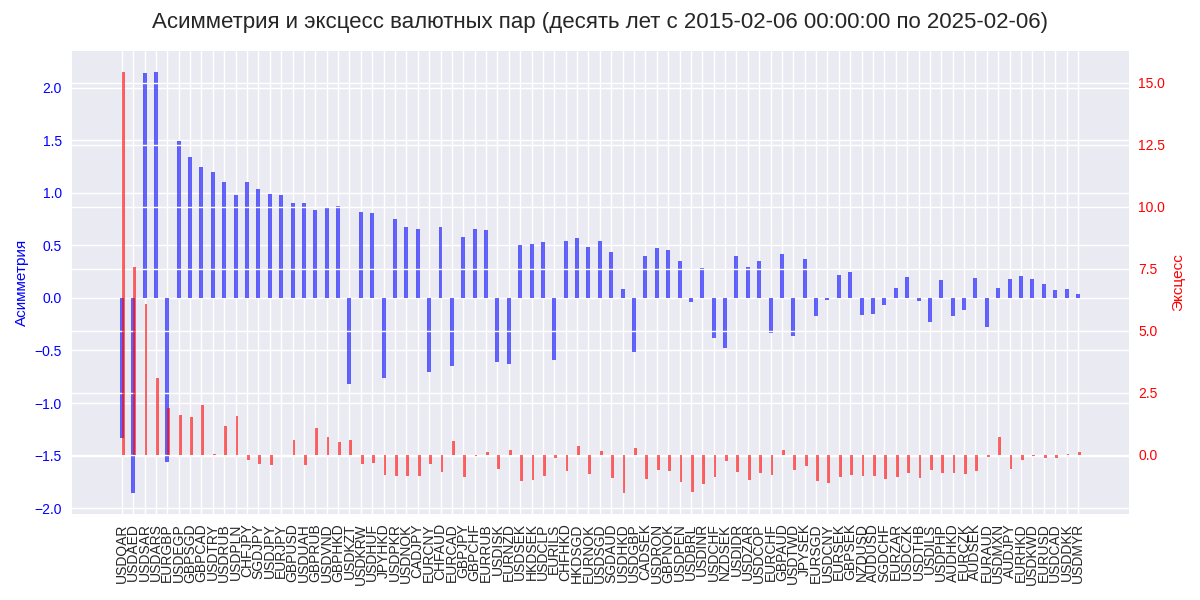 Асимметрия и эксцесс валютных пар (десять лет с 2015-02-06 00:00:00 по 2025-02-06)
Асимметрия
2.0
1.5
1.0
0.5
0.0
−0.5
−1.0
−1.5
−2.0
15.0
12.5
10.0
7.5
5.0
2.5
0.0
Эксцесс
USDQAR
USDAED
USDSAR
USDARS
EURGBP
USDEGP
GBPSGD
GBPCAD
USDTRY
USDRUB
USDPLN
CHFJPY
SGDJPY
USDJPY
EURJPY
GBPUSD
USDUAH
GBPRUB
USDVND
GBPHKD
USDKZT
USDKRW
USDHUF
JPYHKD
USDPKR
USDNOK
CADJPY
EURCNY
CHFAUD
EURCAD
GBPJPY
GBPCHF
EURRUB
USDISK
EURNZD
USDSEK
HKDSEK
USDCLP
EURILS
CHFHKD
HKDSGD
EURNOK
USDSGD
SGDAUD
USDHKD
USDGBP
CADSEK
USDRON
GBPNOK
USDPEN
USDBRL
USDINR
USDCHF
NZDSEK
USDIDR
USDZAR
USDCOP
EURCHF
GBPAUD
USDTWD
JPYSEK
EURSGD
USDCNY
EURSEK
GBPSEK
NZDUSD
AUDUSD
SGDCHF
EURZAR
USDCZK
USDTHB
USDILS
USDPHP
AUDHKD
EURCZK
AUDSEK
EURAUD
USDMXN
AUDJPY
EURHKD
USDKWD
EURUSD
USDCAD
USDDKK
USDMYR